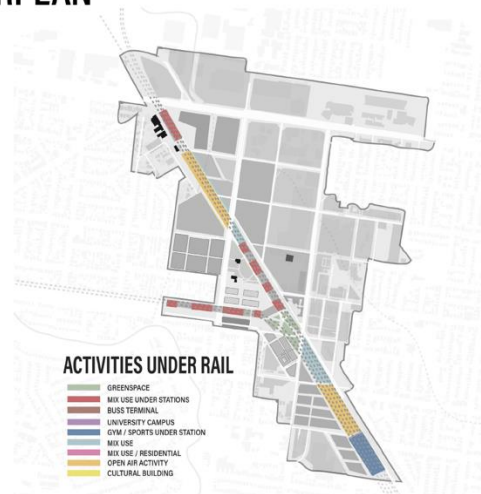 ACTIVITIES UNDER RAIL
GREENSPACE
MIX USE UNDER STATIONS
BUSS TERMINAL
UNIVERSITY CAMPUS
GYM / SPORTS UNDER STATION
MIX USE
MIX USE / RESIDENTIAL
OPEN AIR ACTIVITY
CULTURAL BUILDING